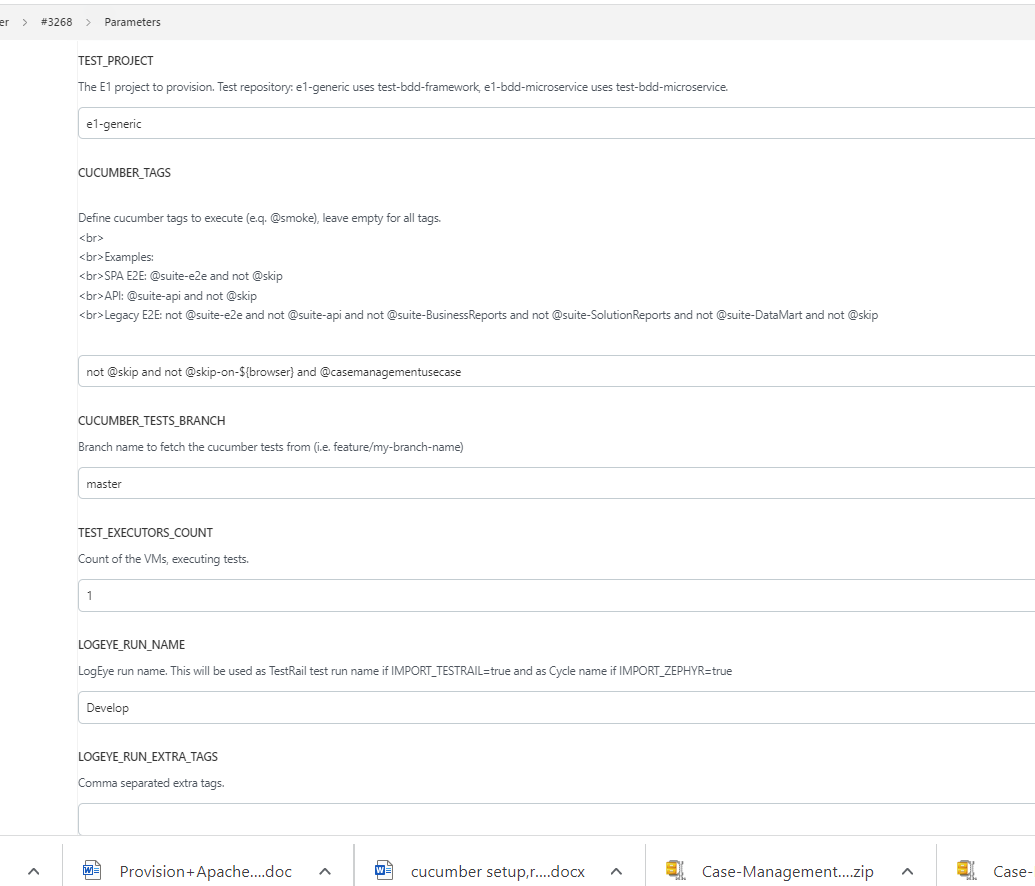 er > #3268 > Parameters
TEST_PROJECT
The E1 project to provision. Test repository: e1-generic uses test-bdd-framework, e1-bdd-microservice uses test-bdd-microservice.
e1-generic
CUCUMBER_TAGS
Define cucumber tags to execute (e.q. @smoke), leave empty for all tags.
<br>
<br>Examples:
<br>SPA E2E: @suite-e2e and not @skip
<br>API: @suite-api and not @skip
<br>Legacy E2E: not @suite-e2e and not @suite-api and not @suite-BusinessReports and not @suite-SolutionReports and not @suite-DataMart and not @skip
not @skip and not @skip-on-${browser} and @casemanagementusecase
CUCUMBER_TESTS_BRANCH
Branch name to fetch the cucumber tests from (i.e. feature/my-branch-name)
master
TEST_EXECUTORS_COUNT
Count of the VMs, executing tests.
1
LOGEYE_RUN_NAME
LogEye run name. This will be used as TestRail test run name if IMPORT_TESTRAIL=true and as Cycle name if IMPORT_ZEPHYR=true
Develop
LOGEYE_RUN_EXTRA_TAGS
Comma separated extra tags.
Provision+Apache....doc
cucumber setup,r....docx
Case-Management....zip
Case-